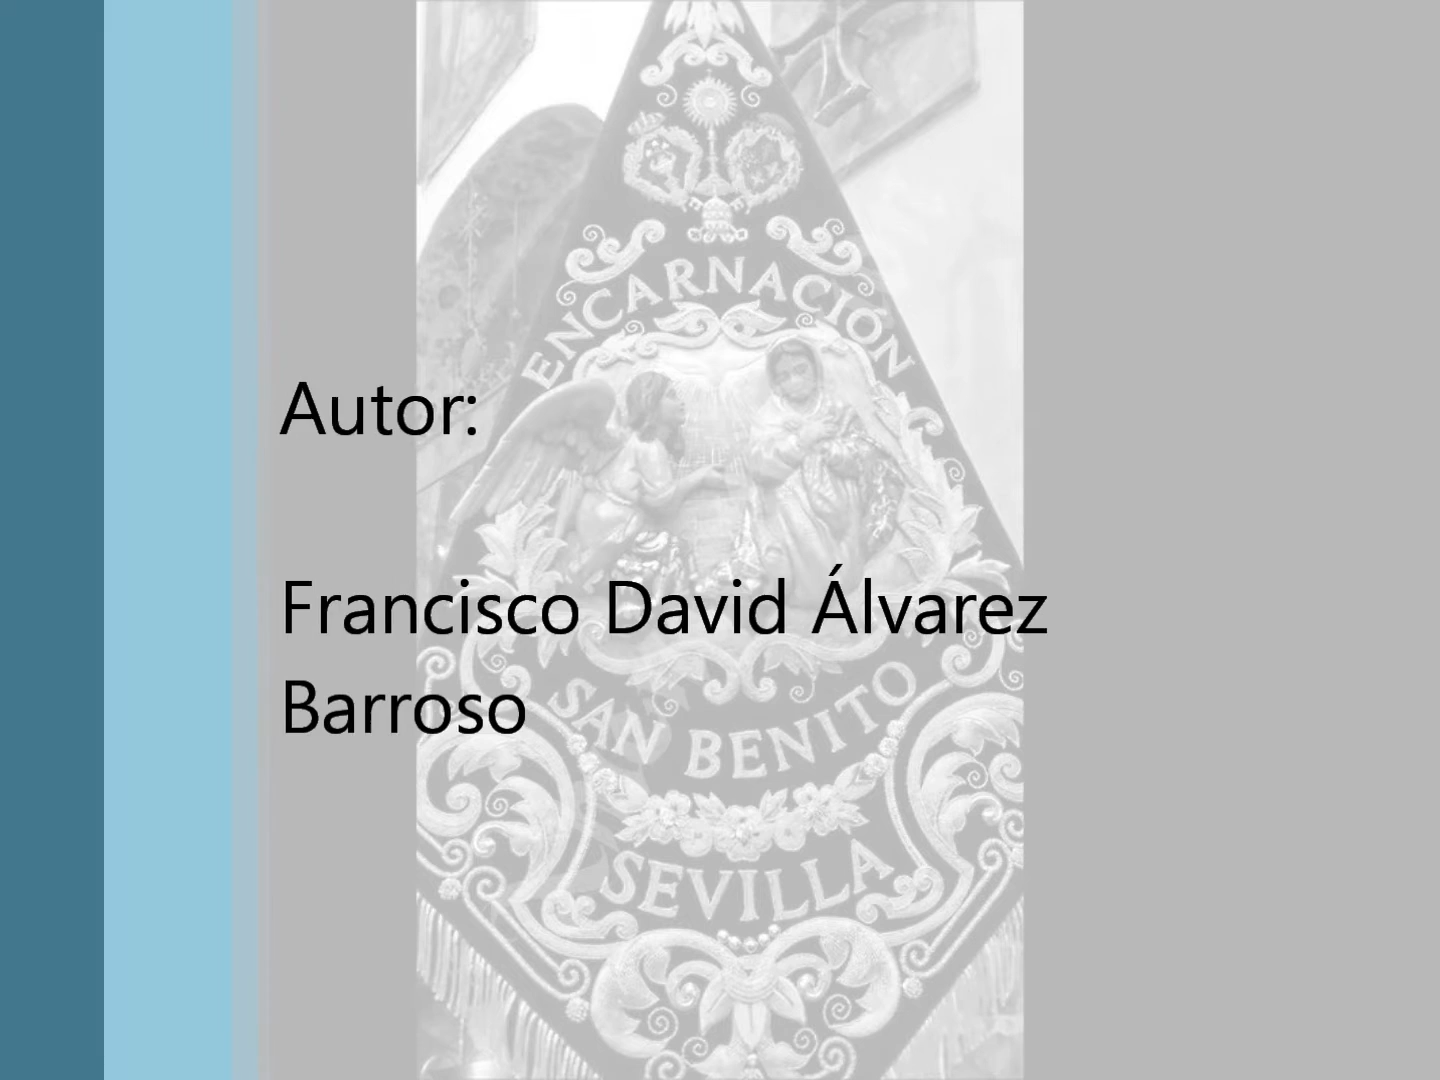 ENCARNACIÓN
Autor:
Francisco David Álvarez
Barroso
SAN BENITO
SEVILLA